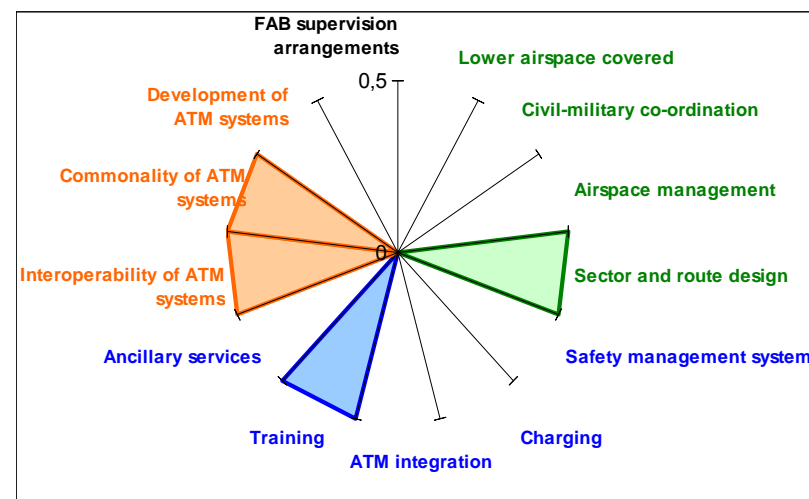 FAB supervision
arrangements
0,5
Lower airspace covered
Development of
ATM systems
Civil-military co-ordination
Commonality of ATM
systems
Airspace management
0
Interoperability of ATM
systems
Sector and route design
Ancillary services
Safety management system
Training
Charging
ATM integration